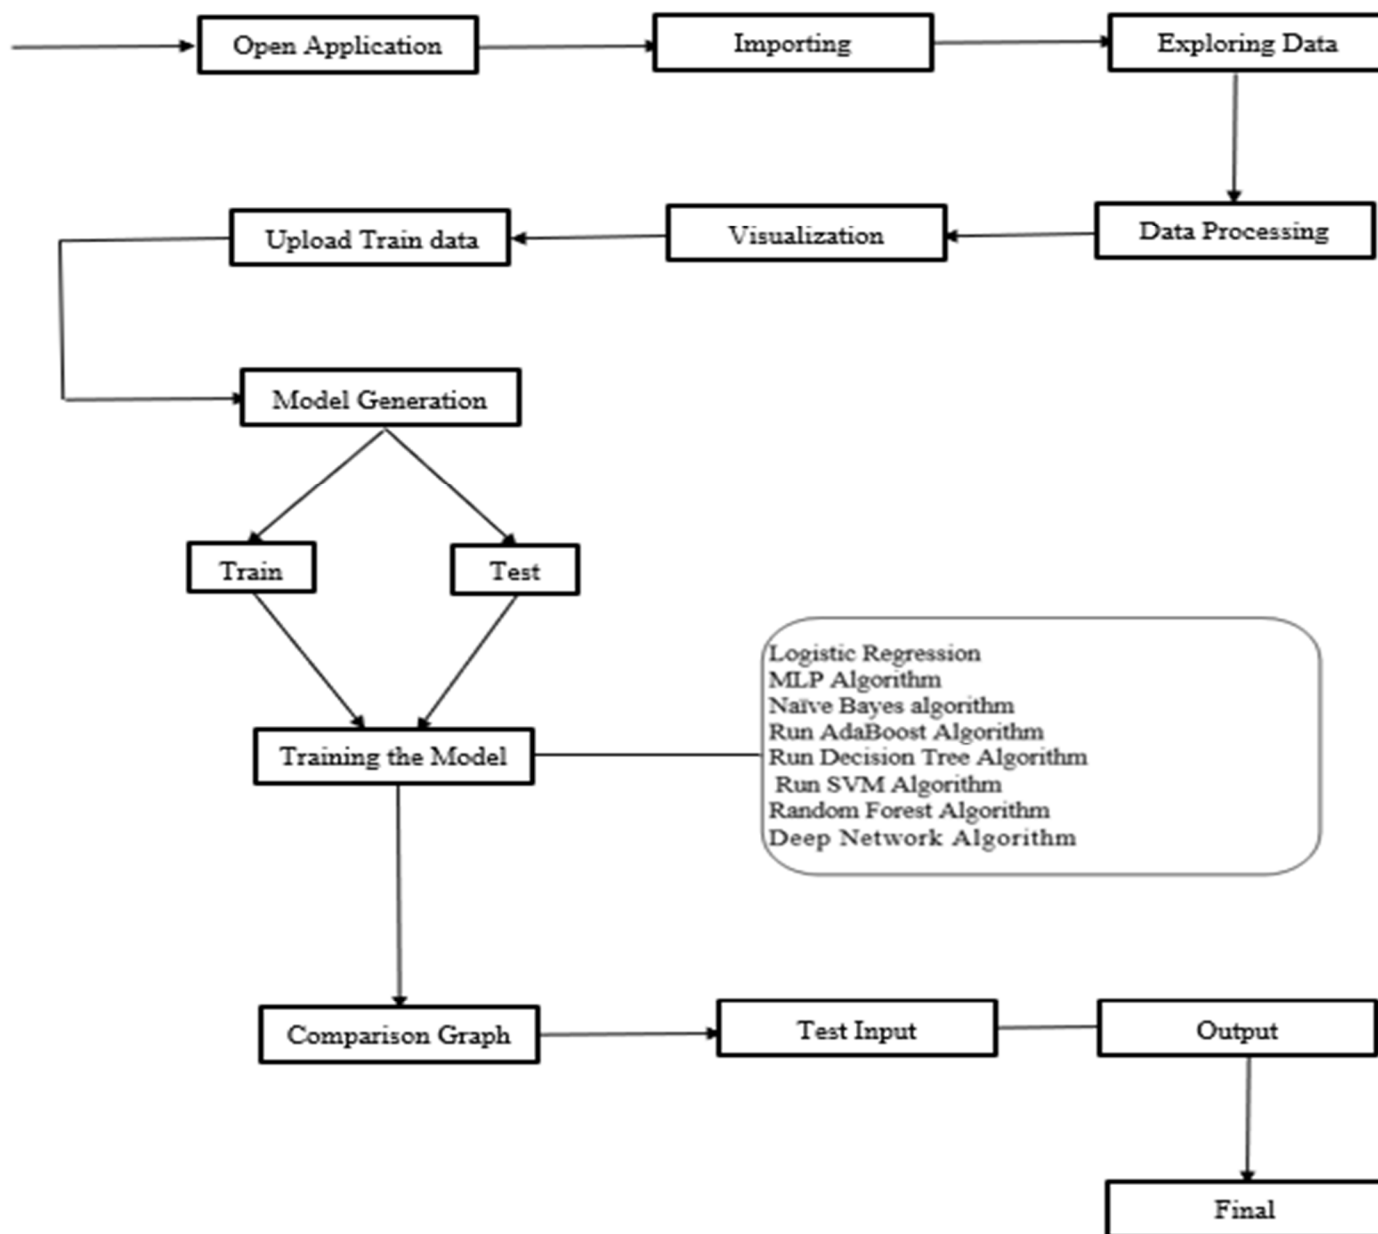 Open Application
Importing
Exploring Data
Data Processing
Visualization
Upload Train data
Model Generation
Train
Test
Training the Model
Logistic Regression
MLP Algorithm
Naïve Bayes algorithm
Run AdaBoost Algorithm
Run Decision Tree Algorithm
Run SVM Algorithm
Random Forest Algorithm
Deep Network Algorithm
Comparison Graph
Test Input
Output
Final